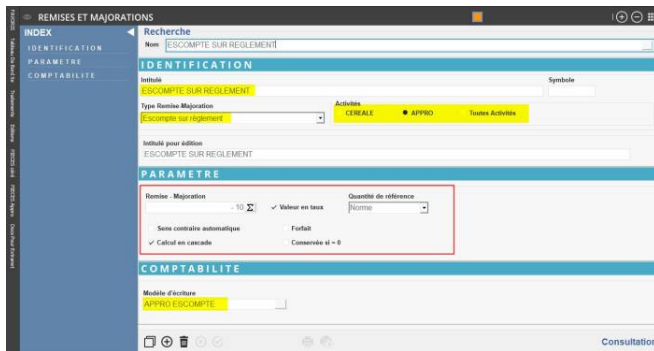 REMISES ET MAJORATIONS
INDEX
IDENTIFICATION
PARAMETRE
COMPTABILITE
Recherche
Nom ESCOMPTE SUR REGLEMENT
IDENTIFICATION
Intitulé Symbole
ESCOMPTE SUR REGLEMENT
Type Remise Majoration Activités
Escompte sur règlement CEREALE APPRO Toutes Activités
Intitulé pour édition
ESCOMPTE SUR REGLEMENT
PARAMETRE
Remise - Majoration Quantité de référence
- 10 Σ Valeur en taux Norme
Sens contraire automatique Forfait
Calcul en cascade Conservée si = 0
COMPTABILITE
Modèle d'écriture
APPRO ESCOMPTE
Consultation